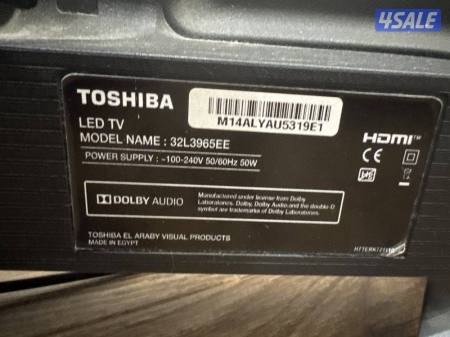 4SALE
TOSHIBA
M14ALYAU5319E1
LED TV
MODEL NAME : 32L3965EE
POWER SUPPLY : ~100-240V 50/60Hz 50W
HDMI™
CE
DOLBY AUDIO
Manufactured under license from Dolby
Laboratories. Dolby, Dolby Audio and the double-D
symbol are trademarks of Dolby Laboratories.
TOSHIBA EL ARABY VISUAL PRODUCTS
MADE IN EGYPT